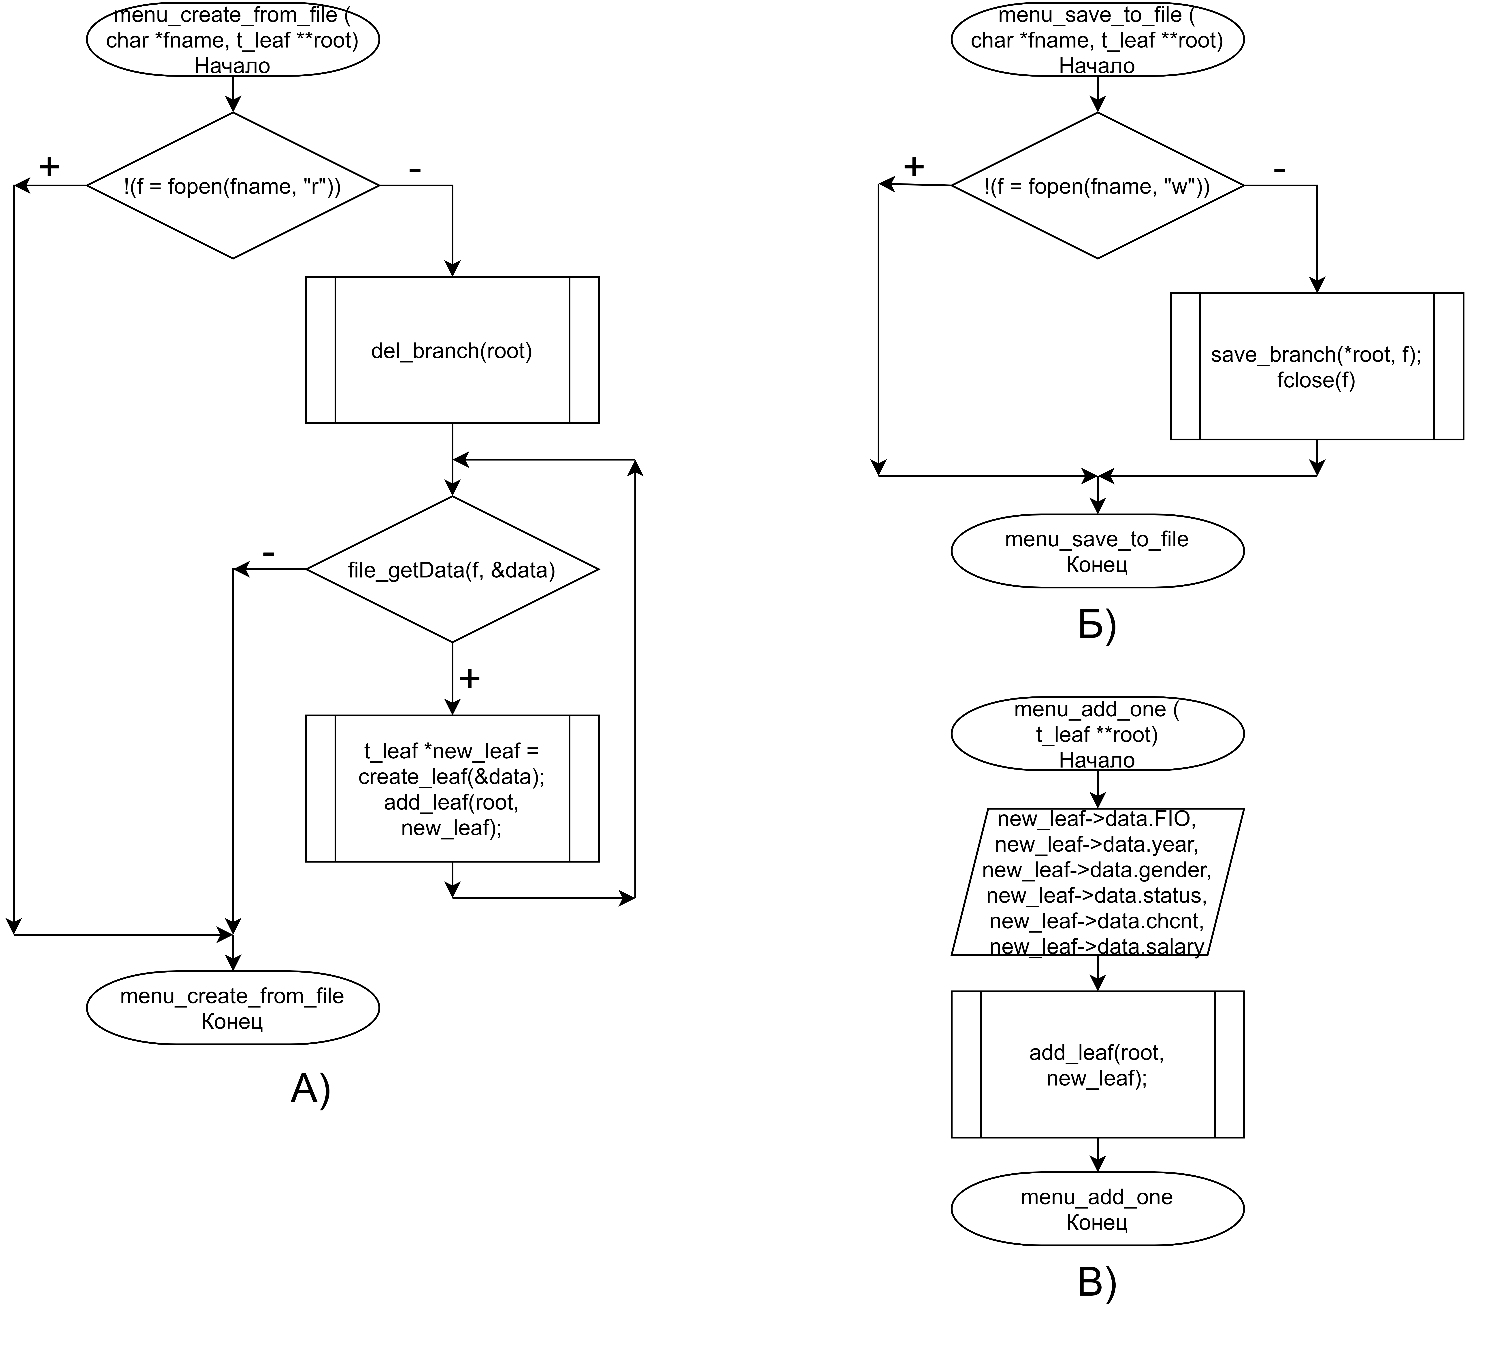 menu_create_from_file (
char *fname, t_leaf **root)
Начало
+
-
!(f = fopen(fname, "r"))
del_branch(root)
-
file_getData(f, &data)
+
t_leaf *new_leaf =
create_leaf(&data);
add_leaf(root,
new_leaf);
menu_create_from_file
Конец
А)
menu_save_to_file (
char *fname, t_leaf **root)
Начало
+
-
!(f = fopen(fname, "w"))
save_branch(*root, f);
fclose(f)
menu_save_to_file
Конец
Б)
menu_add_one (
t_leaf **root)
Начало
new_leaf->data.FIO,
new_leaf->data.year,
new_leaf->data.gender,
new_leaf->data.status,
new_leaf->data.chcnt,
new_leaf->data.salary
add_leaf(root,
new_leaf);
menu_add_one
Конец
В)